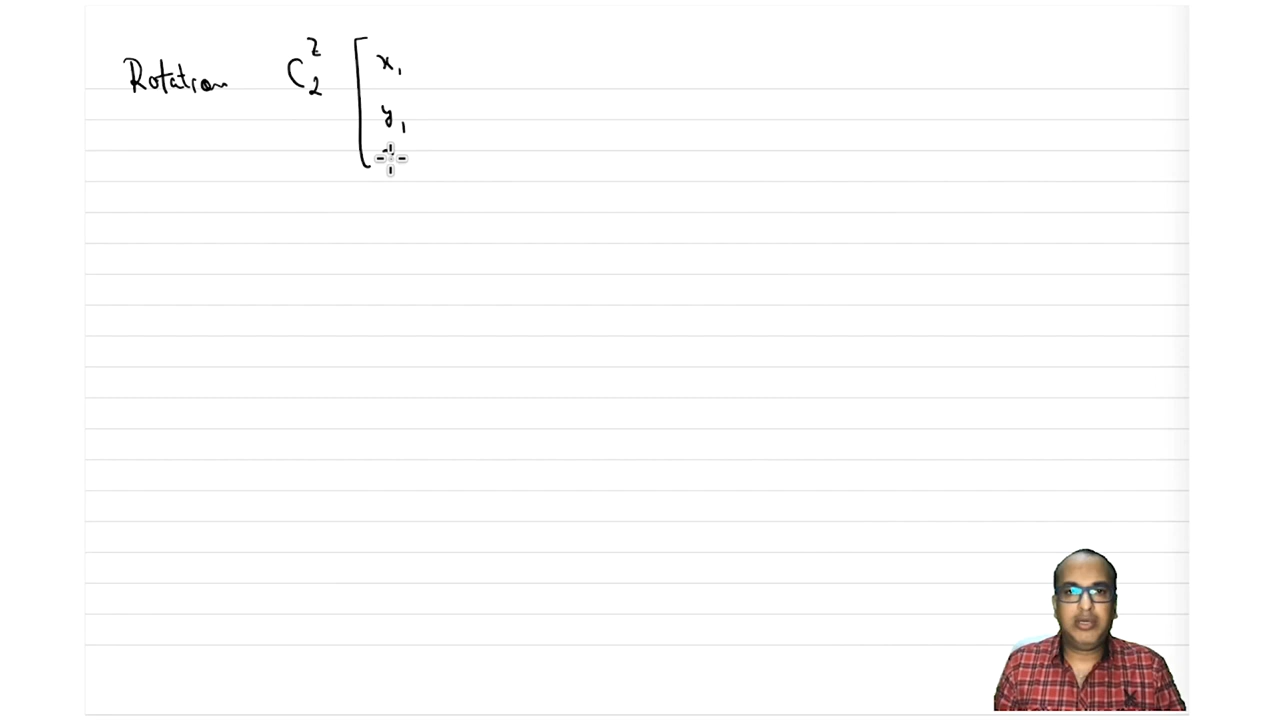 Rotation C₂ᶻ [ x₁
y₁